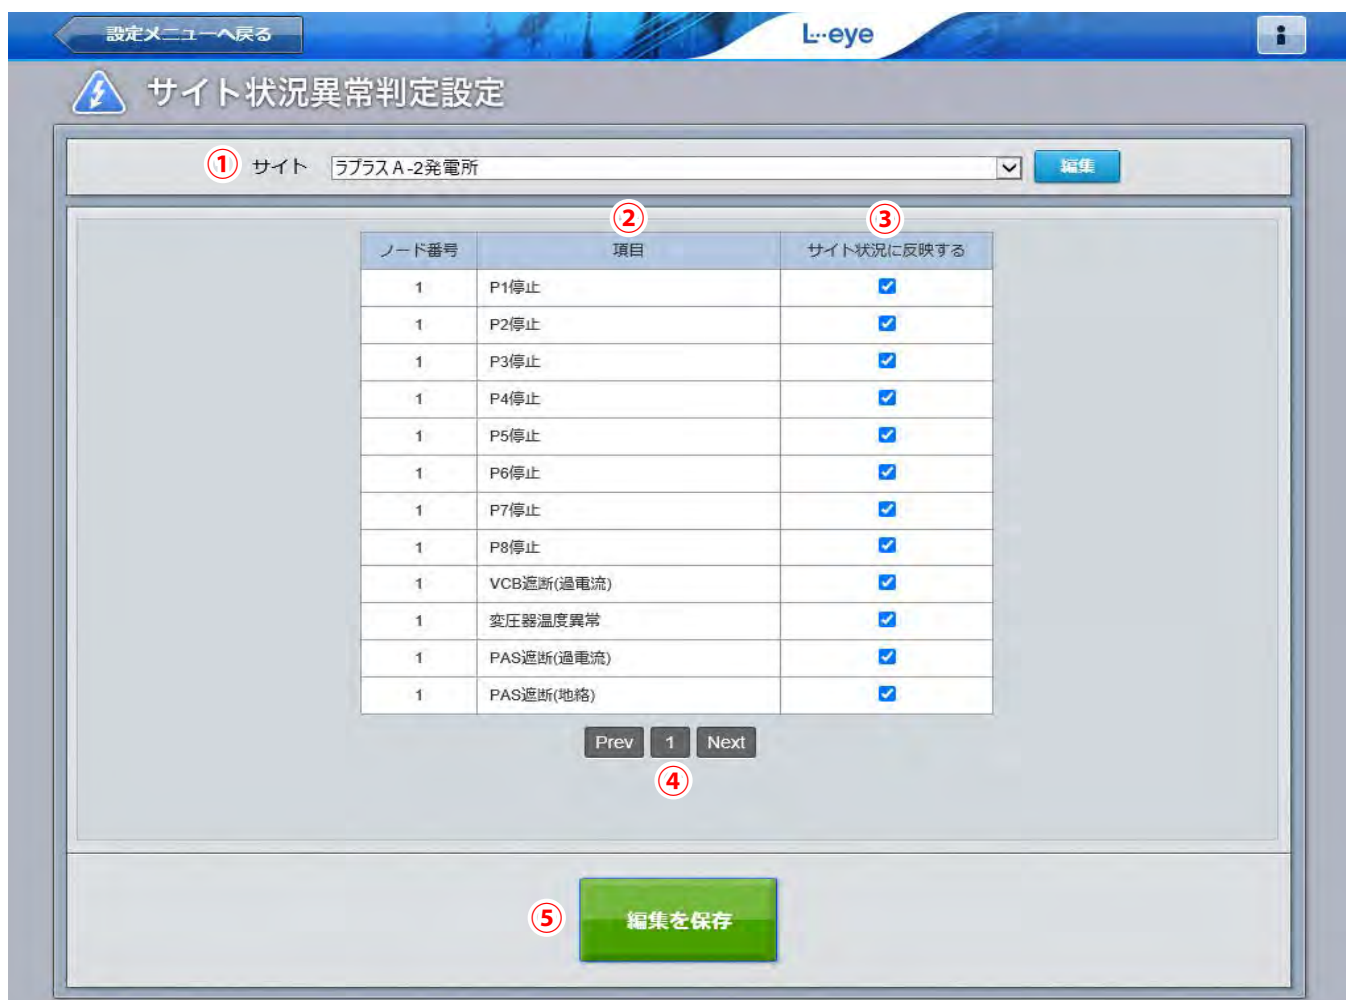 設定メニューへ戻る
L···eye
i
サイト状況異常判定設定
① サイト ラプラスA-2発電所 編集
② ③
ノード番号 項目 サイト状況に反映する
1 P1停止
1 P2停止
1 P3停止
1 P4停止
1 P5停止
1 P6停止
1 P7停止
1 P8停止
1 VCB遮断(過電流)
1 変圧器温度異常
1 PAS遮断(過電流)
1 PAS遮断(地絡)
Prev 1 Next
④
⑤ 編集を保存